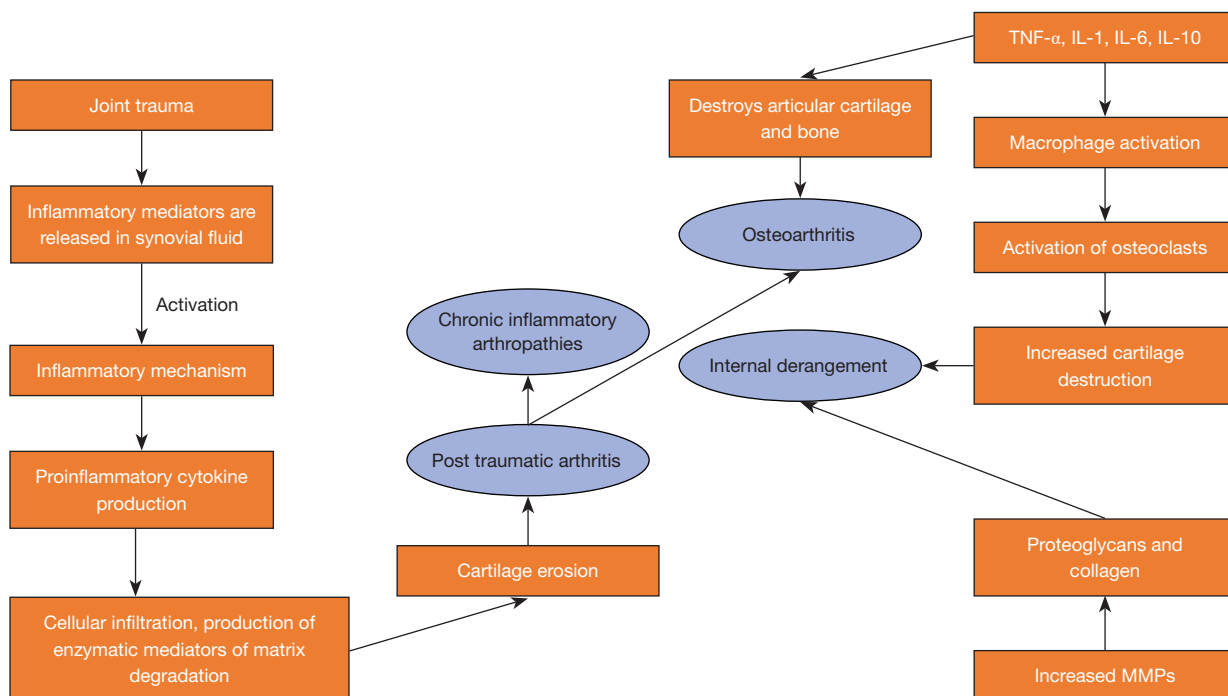 Joint trauma
Inflammatory mediators are
released in synovial fluid
Activation
Inflammatory mechanism
Proinflammatory cytokine
production
Cellular infiltration, production of
enzymatic mediators of matrix
degradation
Cartilage erosion
Post traumatic arthritis
Chronic inflammatory
arthropathies
TNF-α, IL-1, IL-6, IL-10
Destroys articular cartilage
and bone
Osteoarthritis
Macrophage activation
Activation of osteoclasts
Increased cartilage
destruction
Internal derangement
Proteoglycans and
collagen
Increased MMPs